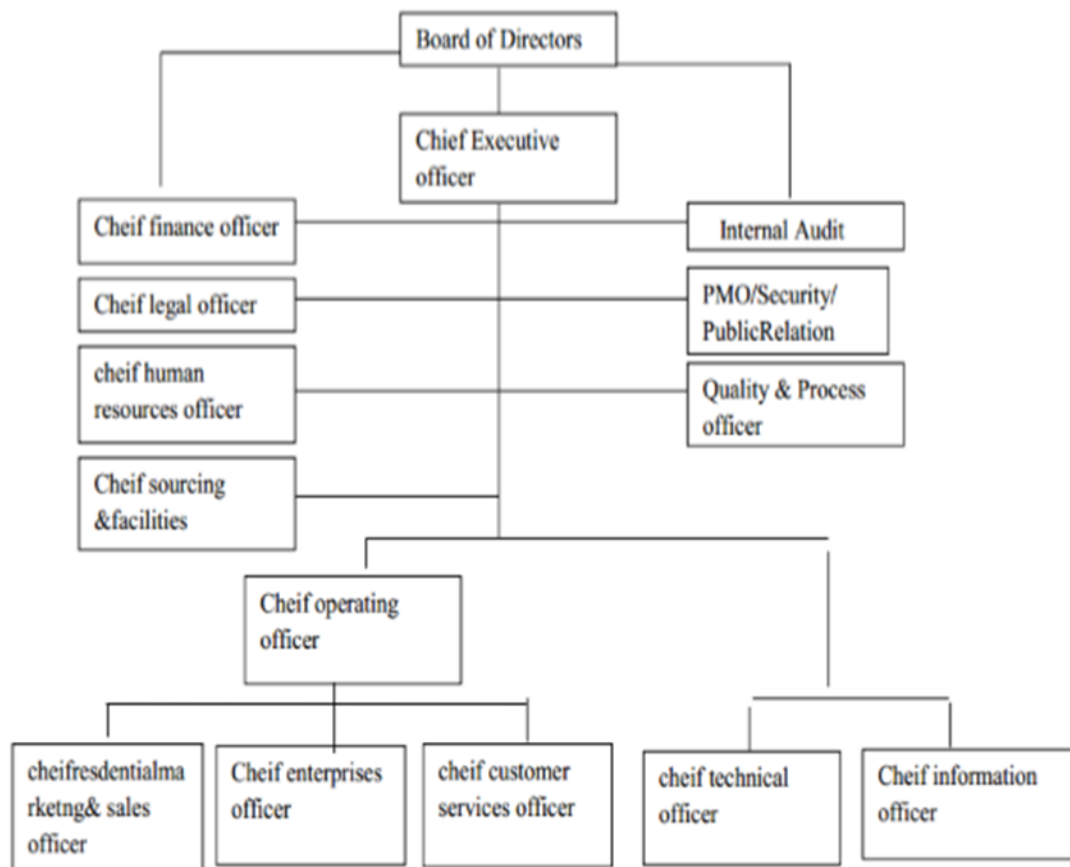 Board of Directors
Chief Executive
officer
Cheif finance officer
Internal Audit
Cheif legal officer
PMO/Security/
PublicRelation
cheif human
resources officer
Quality & Process
officer
Cheif sourcing
&facilities
Cheif operating
officer
cheifresdentialma
rketng& sales
officer
Cheif enterprises
officer
cheif customer
services officer
cheif technical
officer
Cheif information
officer